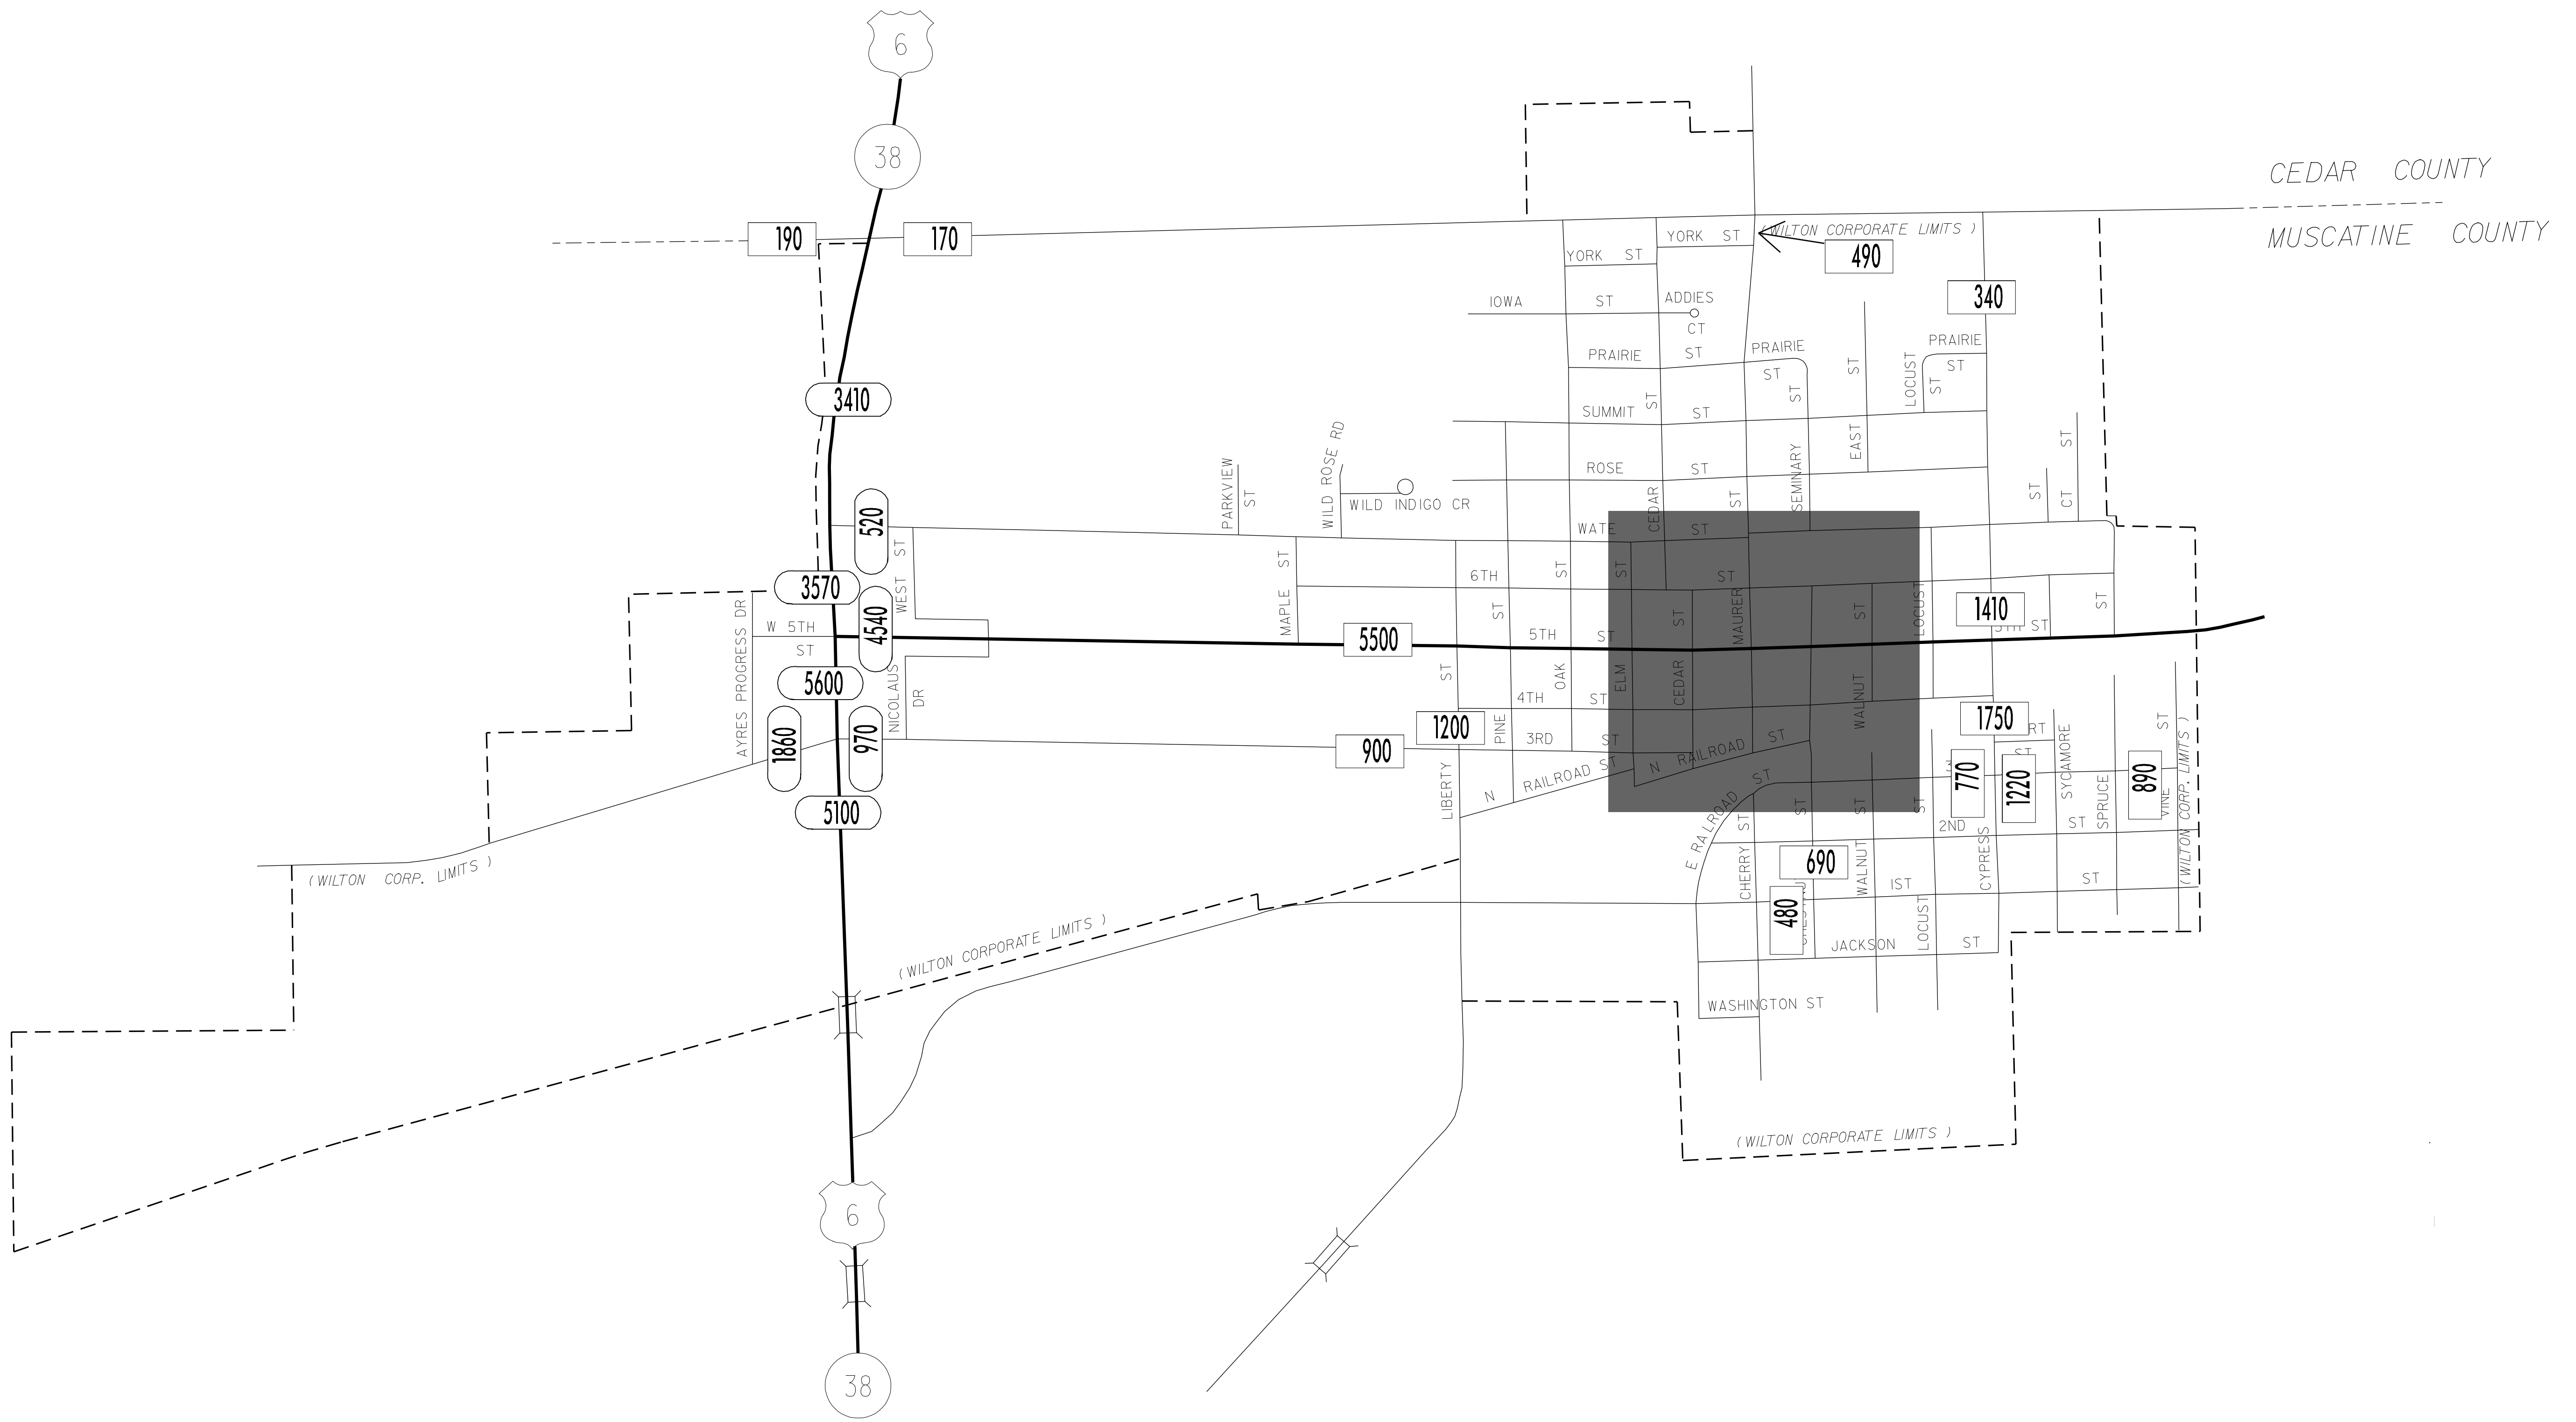 6
38
CEDAR COUNTY
MUSCATINE COUNTY
190
170
YORK ST
(WILTON CORPORATE LIMITS )
490
YORK ST
IOWA ST
ADDIES
CT
340
PRAIRIE ST
PRAIRIE
ST
PRAIRIE
ST
LOCUST
ST
ST
ST
ST
3410
SUMMIT ST
EAST
ST
PARKVIEW
ST
WILD ROSE RD
WILD INDIGO CR
ROSE ST
CEDAR
ST
SEMINARY
ST
CT
520
WATE ST
WEST ST
3570
4540
MAPLE ST
6TH ST
ST
ST
ST
MAURER
ST
LOCUST
1410
ST
AYRES PROGRESS DR
W 5TH
ST
5500
5TH ST
ST
ST
5600
NICOLAUS
DR
ST
OAK
ELM
CEDAR
WALNUT
4TH ST
1860
970
1200
PINE
3RD ST
900
1750
RT
ST
ST
(WILTON CORP. LIMITS )
5100
LIBERTY
N RAILROAD ST
N RAILROAD ST
E RALROAD ST
770
1220
SYCAMORE
SPRUCE
890
VINE
ST
ST
ST
ST
2ND ST
(WILTON CORP. LIMITS )
CHERRY
690
WALNUT
CYPRESS
IST ST
480
LOCUST
(WILTON CORPORATE LIMITS )
JACKSON ST
WASHINGTON ST
(WILTON CORPORATE LIMITS )
6
38